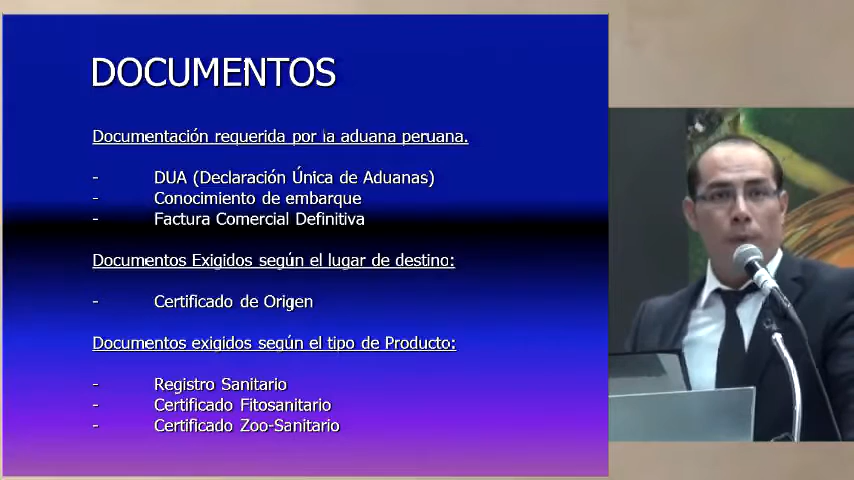 DOCUMENTOS
Documentación requerida por la aduana peruana.
- DUA (Declaración Única de Aduanas)
- Conocimiento de embarque
- Factura Comercial Definitiva
Documentos Exigidos según el lugar de destino:
- Certificado de Origen
Documentos exigidos según el tipo de Producto:
- Registro Sanitario
- Certificado Fitosanitario
- Certificado Zoo-Sanitario